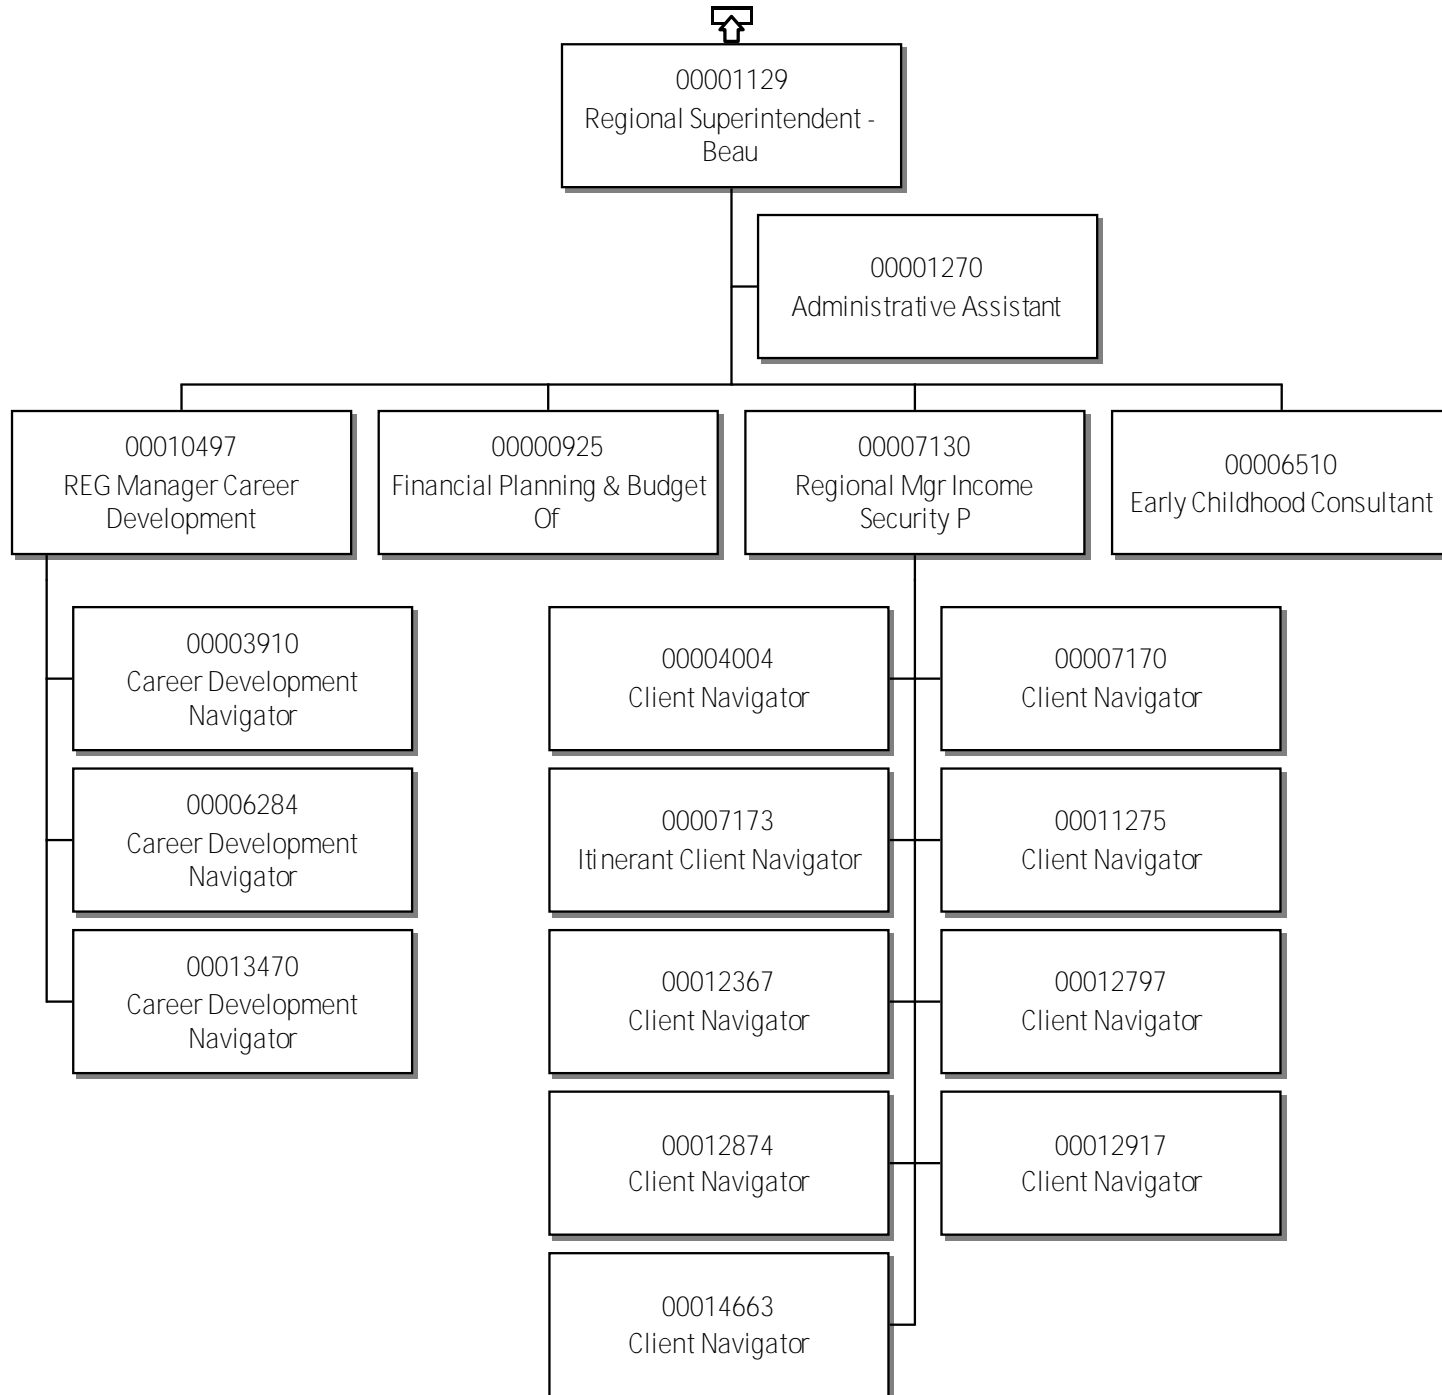 00001129
Regional Superintendent -
Beau
00001270
Administrative Assistant
00010497
REG Manager Career
Development
00000925
Financial Planning & Budget
Of
00007130
Regional Mgr Income
Security P
00006510
Early Childhood Consultant
00003910
Career Development
Navigator
00006284
Career Development
Navigator
00013470
Career Development
Navigator
00004004
Client Navigator
00007170
Client Navigator
00007173
Itinerant Client Navigator
00011275
Client Navigator
00012367
Client Navigator
00012797
Client Navigator
00012874
Client Navigator
00012917
Client Navigator
00014663
Client Navigator